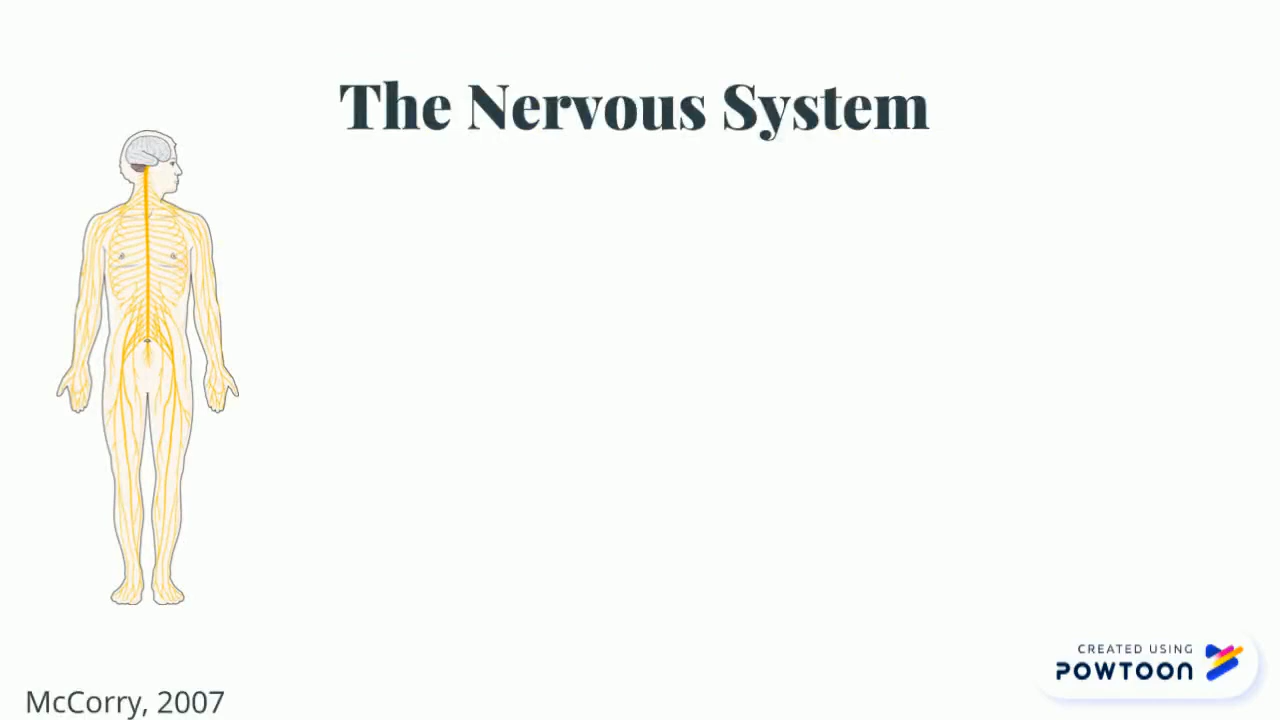 The Nervous System
CREATED USING
POWTOON
McCorry, 2007